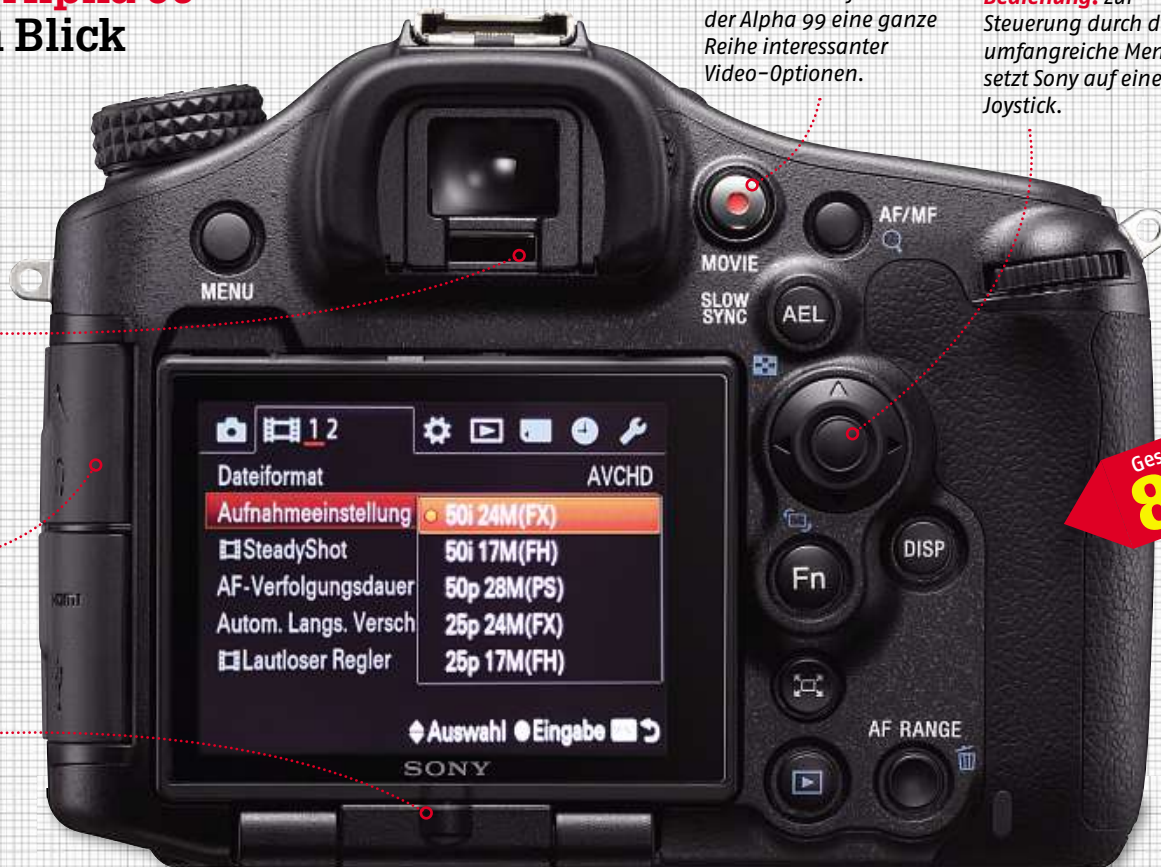 Blick
der Alpha 99 eine ganze
Reihe interessanter
Video-Optionen.
Bedienung: Zur
Steuerung durch
umfangreiche
setzt Sony auf
Joystick.
MENU
MOVIE
AF/MF
SLOW
SYNC
AEL
1 2
Dateiformat AVCHD
Aufnahmeeinstellung 50i 24M(FX)
SteadyShot 50i 17M(FH)
AF-Verfolgungsdauer 50p 28M(PS)
Autom. Langs. Versch 25p 24M(FX)
Lautloser Regler 25p 17M(FH)
Auswahl Eingabe
SONY
Fn
DISP
AF RANGE
HDMI
8